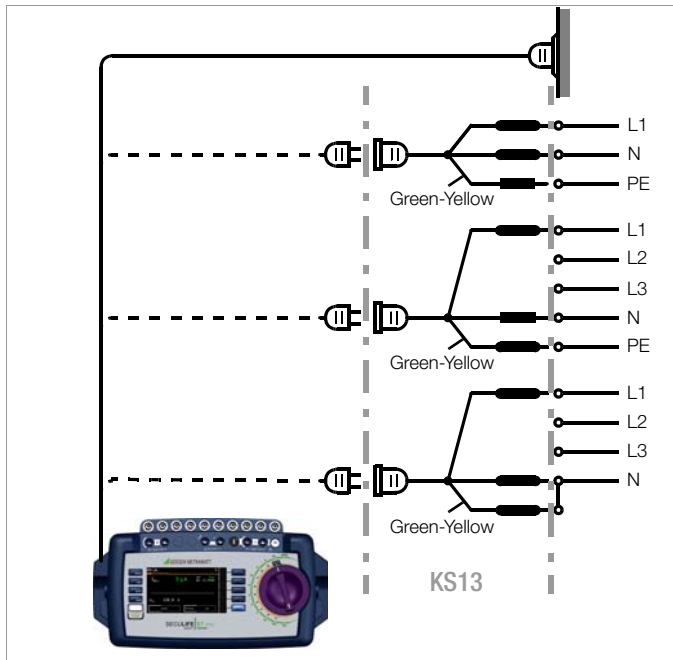 L1
N
PE
Green-Yellow
L1
L2
L3
N
PE
Green-Yellow
L1
L2
L3
N
Green-Yellow
KS13
GOSSEN METRAWATT
SECULIFE ST